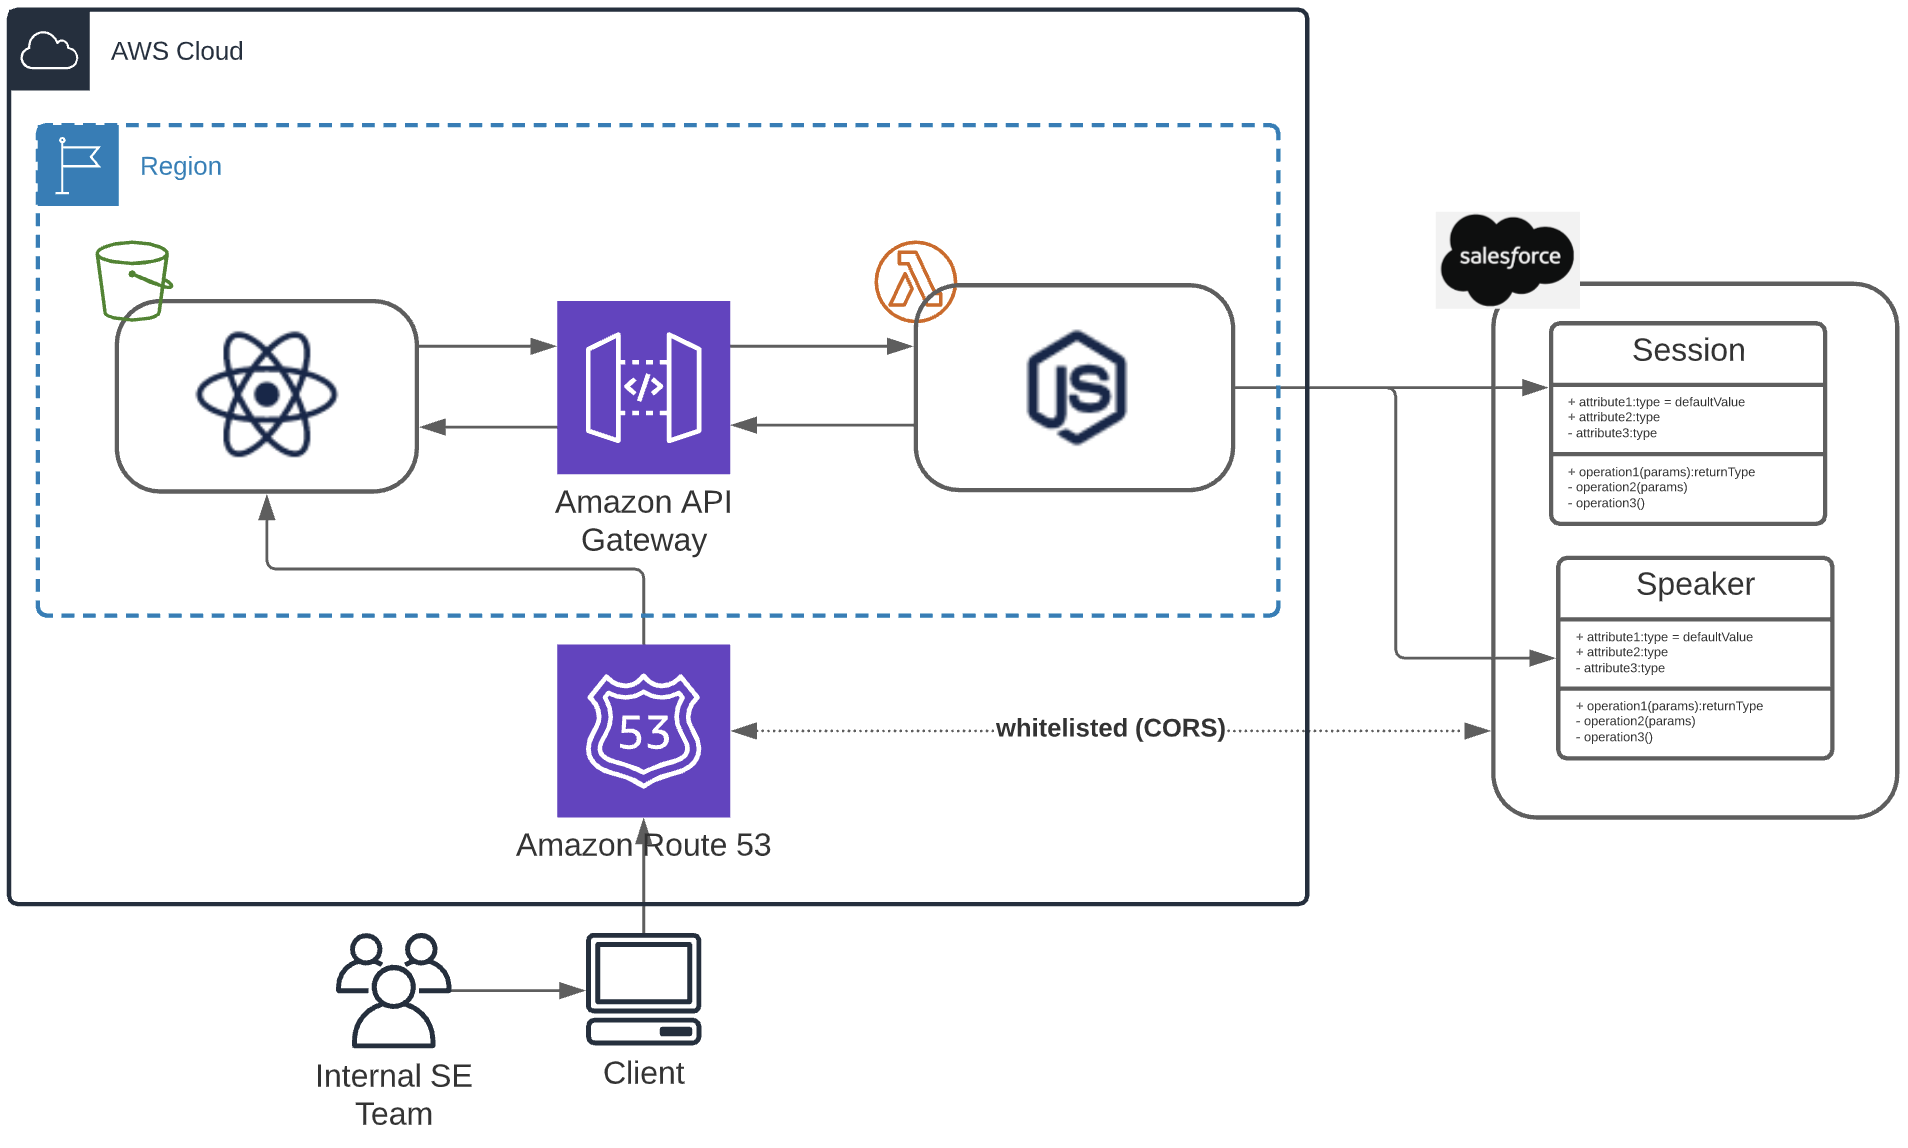 AWS Cloud
Region
salesforce
Session
+ attribute1:type = defaultValue
+ attribute2:type
- attribute3:type
+ operation1(params):returnType
- operation2(params)
- operation3()
JS
</>
Amazon API
Gateway
Speaker
+ attribute1:type = defaultValue
+ attribute2:type
- attribute3:type
+ operation1(params):returnType
- operation2(params)
- operation3()
53
whitelisted (CORS)
Amazon Route 53
Internal SE
Team
Client